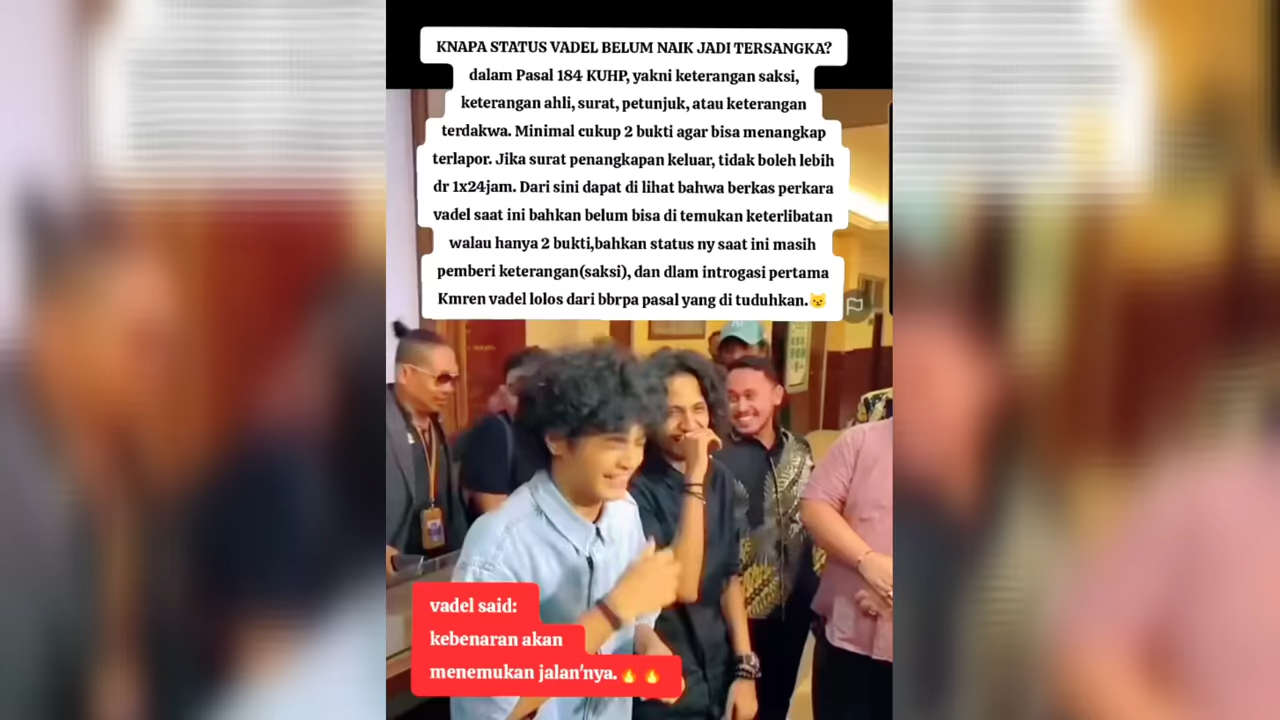 KNAPA STATUS VADEL BELUM NAIK JADI TERSANGKA?
dalam Pasal 184 KUHP, yakni keterangan saksi,
keterangan ahli, surat, petunjuk, atau keterangan
terdakwa. Minimal cukup 2 bukti agar bisa menangkap
terlapor. Jika surat penangkapan keluar, tidak boleh lebih
dr 1x24jam. Dari sini dapat di lihat bahwa berkas perkara
vadel saat ini bahkan belum bisa di temukan keterlibatan
walau hanya 2 bukti,bahkan status ny saat ini masih
pemberi keterangan(saksi), dan dlam introgasi pertama
Kmren vadel lolos dari bbrpa pasal yang di tuduhkan.😼
vadel said:
kebenaran akan
menemukan jalan'nya.🔥🔥